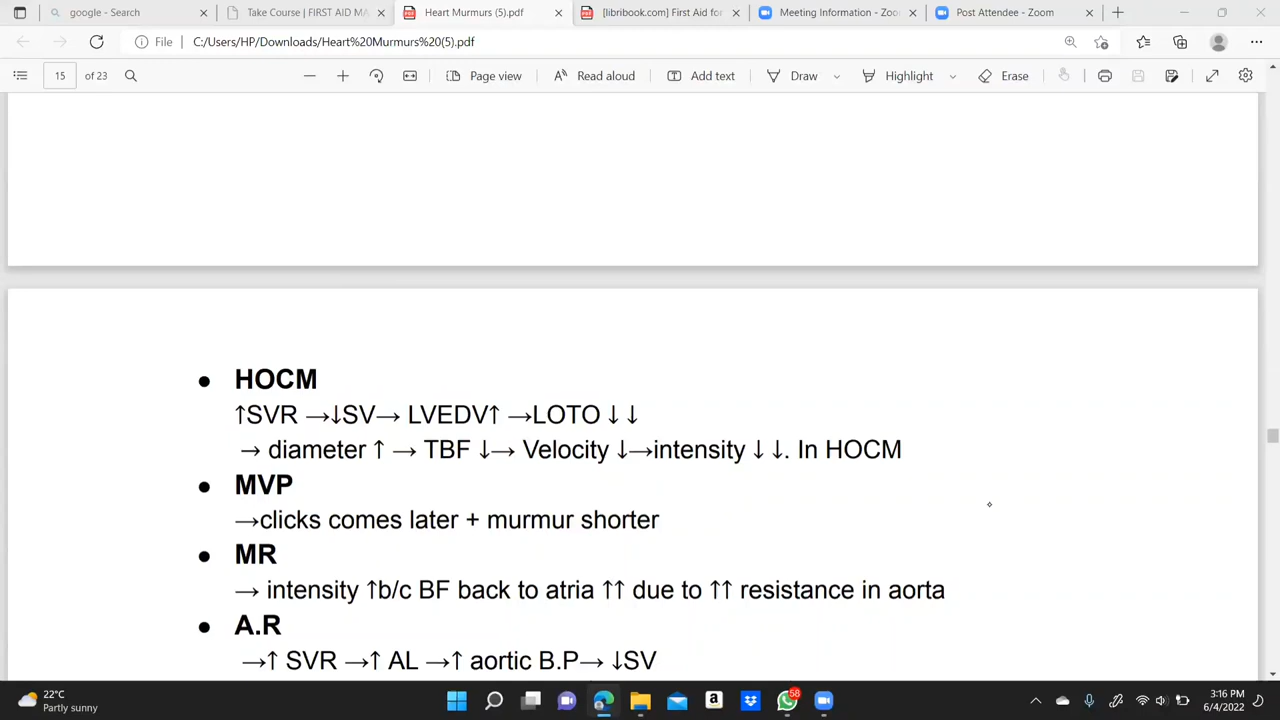 google - Search
Take Course | FIRST AID MA
Heart Murmurs (5).pdf
[libribook.com] First Aid for
Meeting Information - Zoo
Post Attendee - Zoom
File
C:/Users/HP/Downloads/Heart%20Murmurs%20(5).pdf
15 of 23
Page view
Read aloud
Add text
Draw
Highlight
Erase
● HOCM
↑SVR →↓SV→ LVEDV↑ →LOTO ↓ ↓
→ diameter ↑ → TBF ↓→ Velocity ↓→intensity ↓ ↓. In HOCM
● MVP
→clicks comes later + murmur shorter
● MR
→ intensity ↑b/c BF back to atria ↑↑ due to ↑↑ resistance in aorta
● A.R
→↑ SVR →↑ AL →↑ aortic B.P→ ↓SV
22°C
Partly sunny
58
3:16 PM
6/4/2022